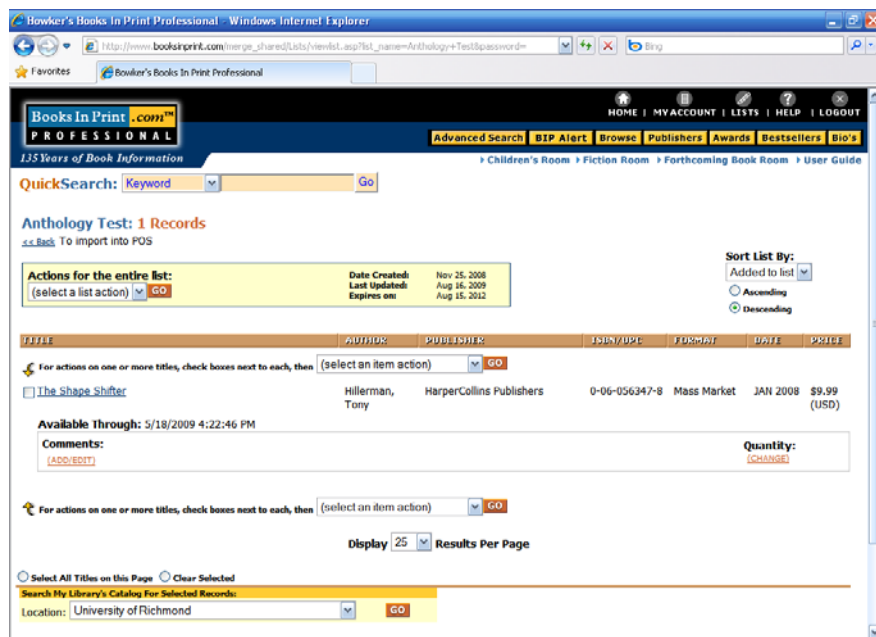 Bowker's Books In Print Professional - Windows Internet Explorer
http://www.booksinprint.com/merge_shared/Lists/viewlist.asp?list_name=Anthology+Test&password=
Bing
Favorites
Bowker's Books In Print Professional
Books In Print .com™
PROFESSIONAL
HOME | MY ACCOUNT | LISTS | HELP | LOGOUT
Advanced Search BIP Alert Browse Publishers Awards Bestsellers Bio's
135 Years of Book Information
Children's Room Fiction Room Forthcoming Book Room User Guide
QuickSearch: Keyword Go
Anthology Test: 1 Records
<< Back To import into POS
Sort List By:
Added to list
Ascending
Descending
Actions for the entire list:
(select a list action) GO
Date Created: Nov 25, 2008
Last Updated: Aug 16, 2009
Expires on: Aug 15, 2012
TITLE AUTHOR PUBLISHER ISBN/UPC FORMAT DATE PRICE
For actions on one or more titles, check boxes next to each, then (select an item action) GO
The Shape Shifter Hillerman, HarperCollins Publishers 0-06-056347-8 Mass Market JAN 2008 $9.99
Tony (USD)
Available Through: 5/18/2009 4:22:46 PM
Comments: Quantity:
(ADD/EDIT) (CHANGE)
For actions on one or more titles, check boxes next to each, then (select an item action) GO
Display 25 Results Per Page
Select All Titles on this Page Clear Selected
Search My Library's Catalog For Selected Records:
Location: University of Richmond GO